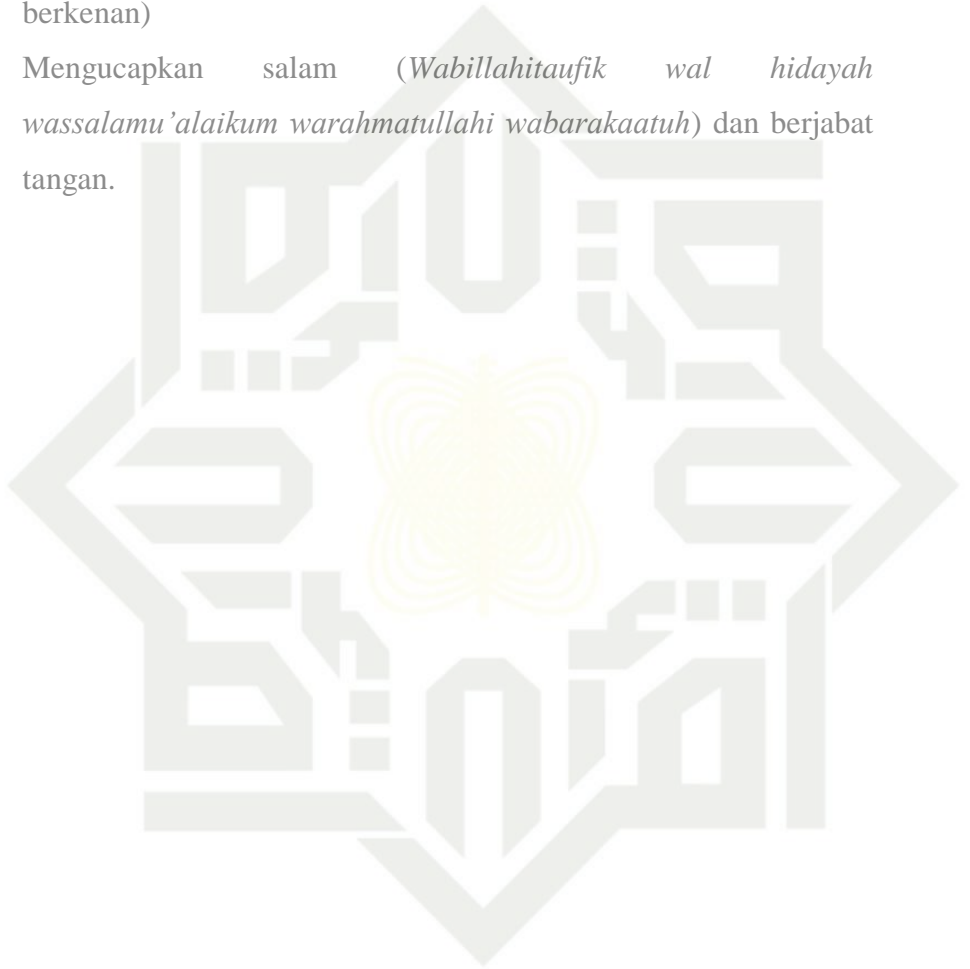 berkenan)
Mengucapkan salam (Wabillahitaufik wal hidayah
wassalamu’alaikum warahmatullahi wabarakaatuh) dan berjabat
tangan.